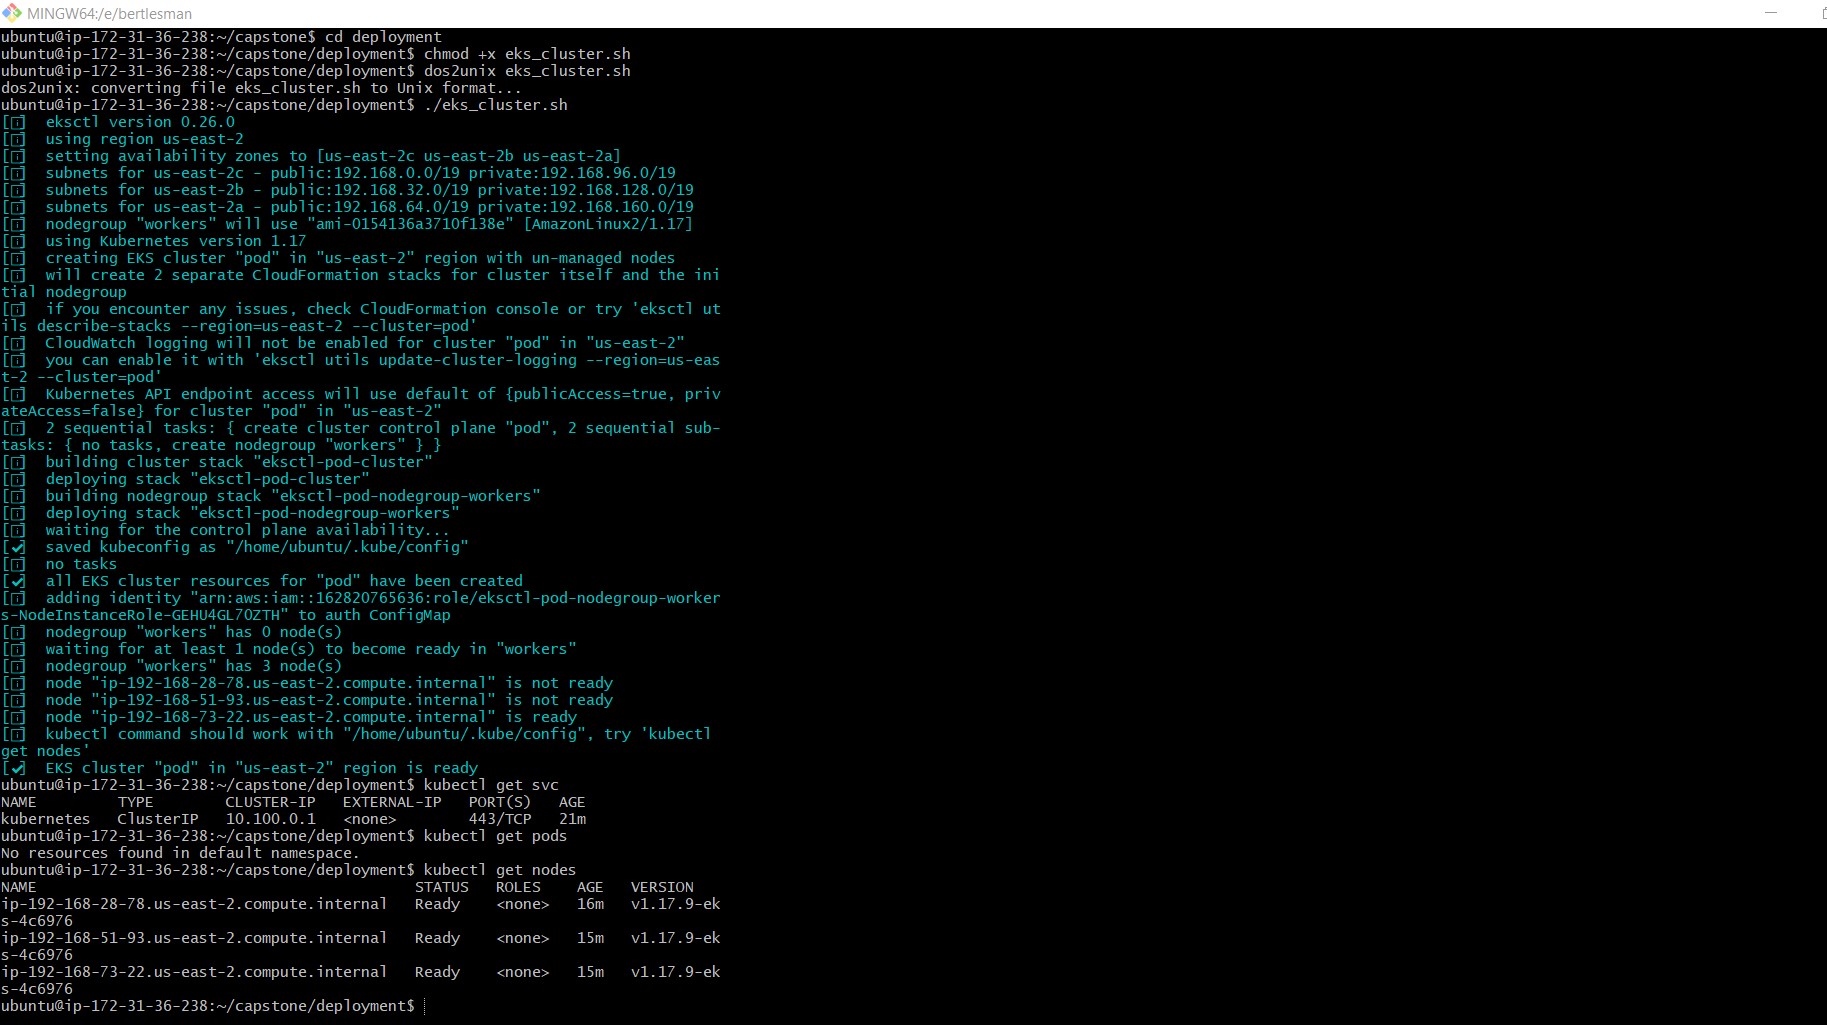 MINGW64:/e/bertlesman
ubuntu@ip-172-31-36-238:~/capstone$ cd deployment
ubuntu@ip-172-31-36-238:~/capstone/deployment$ chmod +x eks_cluster.sh
ubuntu@ip-172-31-36-238:~/capstone/deployment$ dos2unix eks_cluster.sh
dos2unix: converting file eks_cluster.sh to Unix format...
ubuntu@ip-172-31-36-238:~/capstone/deployment$ ./eks_cluster.sh
[ℹ]  eksctl version 0.26.0
[ℹ]  using region us-east-2
[ℹ]  setting availability zones to [us-east-2c us-east-2b us-east-2a]
[ℹ]  subnets for us-east-2c - public:192.168.0.0/19 private:192.168.96.0/19
[ℹ]  subnets for us-east-2b - public:192.168.32.0/19 private:192.168.128.0/19
[ℹ]  subnets for us-east-2a - public:192.168.64.0/19 private:192.168.160.0/19
[ℹ]  nodegroup "workers" will use "ami-0154136a3710f138e" [AmazonLinux2/1.17]
[ℹ]  using Kubernetes version 1.17
[ℹ]  creating EKS cluster "pod" in "us-east-2" region with un-managed nodes
[ℹ]  will create 2 separate CloudFormation stacks for cluster itself and the ini
tial nodegroup
[ℹ]  if you encounter any issues, check CloudFormation console or try 'eksctl ut
ils describe-stacks --region=us-east-2 --cluster=pod'
[ℹ]  CloudWatch logging will not be enabled for cluster "pod" in "us-east-2"
[ℹ]  you can enable it with 'eksctl utils update-cluster-logging --region=us-eas
t-2 --cluster=pod'
[ℹ]  Kubernetes API endpoint access will use default of {publicAccess=true, priv
ateAccess=false} for cluster "pod" in "us-east-2"
[ℹ]  2 sequential tasks: { create cluster control plane "pod", 2 sequential sub-
tasks: { no tasks, create nodegroup "workers" } }
[ℹ]  building cluster stack "eksctl-pod-cluster"
[ℹ]  deploying stack "eksctl-pod-cluster"
[ℹ]  building nodegroup stack "eksctl-pod-nodegroup-workers"
[ℹ]  deploying stack "eksctl-pod-nodegroup-workers"
[ℹ]  waiting for the control plane availability...
[✔]  saved kubeconfig as "/home/ubuntu/.kube/config"
[ℹ]  no tasks
[✔]  all EKS cluster resources for "pod" have been created
[ℹ]  adding identity "arn:aws:iam::162820765636:role/eksctl-pod-nodegroup-worker
s-NodeInstanceRole-GEHU4GL7OZTH" to auth ConfigMap
[ℹ]  nodegroup "workers" has 0 node(s)
[ℹ]  waiting for at least 1 node(s) to become ready in "workers"
[ℹ]  nodegroup "workers" has 3 node(s)
[ℹ]  node "ip-192-168-28-78.us-east-2.compute.internal" is not ready
[ℹ]  node "ip-192-168-51-93.us-east-2.compute.internal" is not ready
[ℹ]  node "ip-192-168-73-22.us-east-2.compute.internal" is ready
[ℹ]  kubectl command should work with "/home/ubuntu/.kube/config", try 'kubectl
get nodes'
[✔]  EKS cluster "pod" in "us-east-2" region is ready
ubuntu@ip-172-31-36-238:~/capstone/deployment$ kubectl get svc
NAME         TYPE        CLUSTER-IP   EXTERNAL-IP   PORT(S)   AGE
kubernetes   ClusterIP   10.100.0.1   <none>        443/TCP   21m
ubuntu@ip-172-31-36-238:~/capstone/deployment$ kubectl get pods
No resources found in default namespace.
ubuntu@ip-172-31-36-238:~/capstone/deployment$ kubectl get nodes
NAME                                          STATUS   ROLES    AGE   VERSION
ip-192-168-28-78.us-east-2.compute.internal   Ready    <none>   16m   v1.17.9-ek
s-4c6976
ip-192-168-51-93.us-east-2.compute.internal   Ready    <none>   15m   v1.17.9-ek
s-4c6976
ip-192-168-73-22.us-east-2.compute.internal   Ready    <none>   15m   v1.17.9-ek
s-4c6976
ubuntu@ip-172-31-36-238:~/capstone/deployment$